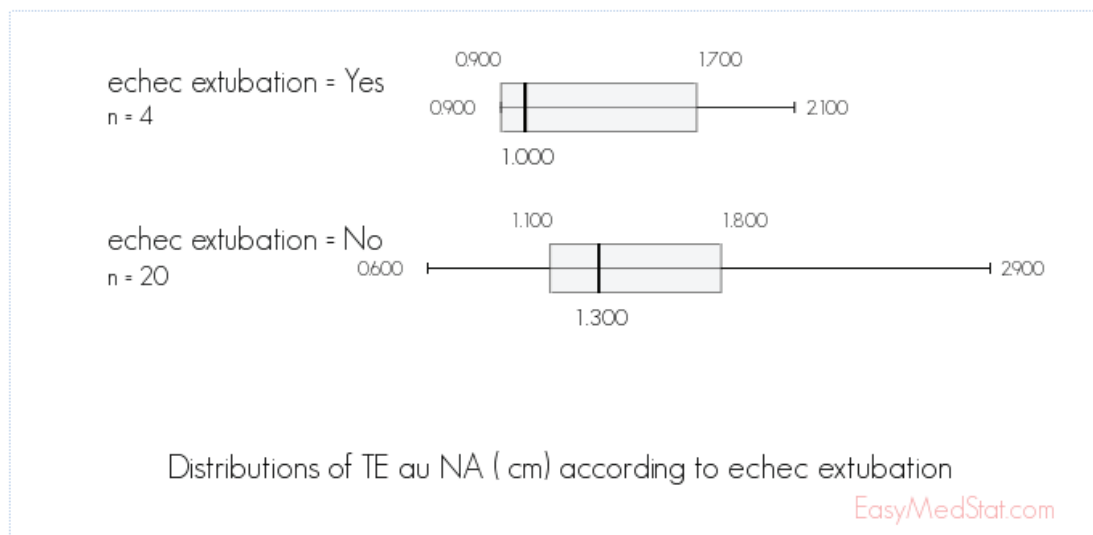 0.900 1.700
echec extubation = Yes
n = 4
0.900 2.100
1.000
1.100 1.800
echec extubation = No
n = 20
0.600 2.900
1.300
Distributions of TE au NA ( cm) according to echec extubation
EasyMedStat.com